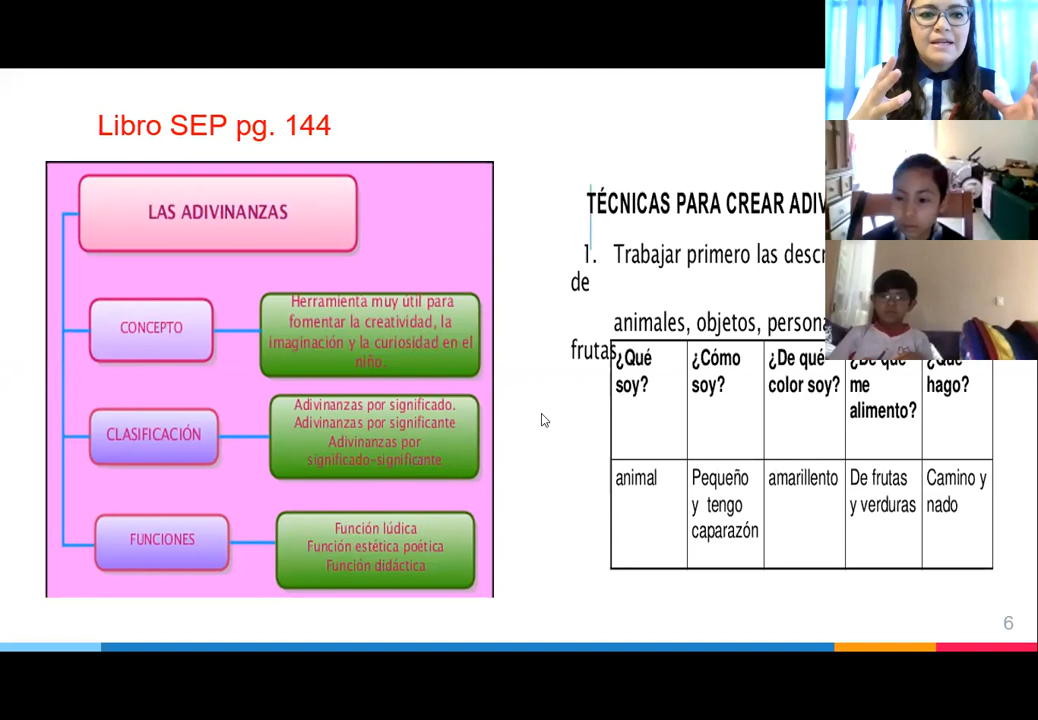 Libro SEP pg. 144
LAS ADIVINANZAS
CONCEPTO
Herramienta muy útil para
fomentar la creatividad, la
imaginación y la curiosidad en el
niño.
CLASIFICACIÓN
Adivinanzas por significado.
Adivinanzas por significante
Adivinanzas por
significado-significante
FUNCIONES
Función lúdica
Función estética poética
Función didáctica
TÉCNICAS PARA CREAR
1. Trabajar primero las
de
animales, objetos,
frutas
¿Qué
soy?
¿Cómo
soy?
¿De qué
color soy?
¿De que
me
alimento?
¿Qué
hago?
animal
Pequeño
y tengo
caparazón
amarillento
De frutas
y verduras
Camino y
nado
6